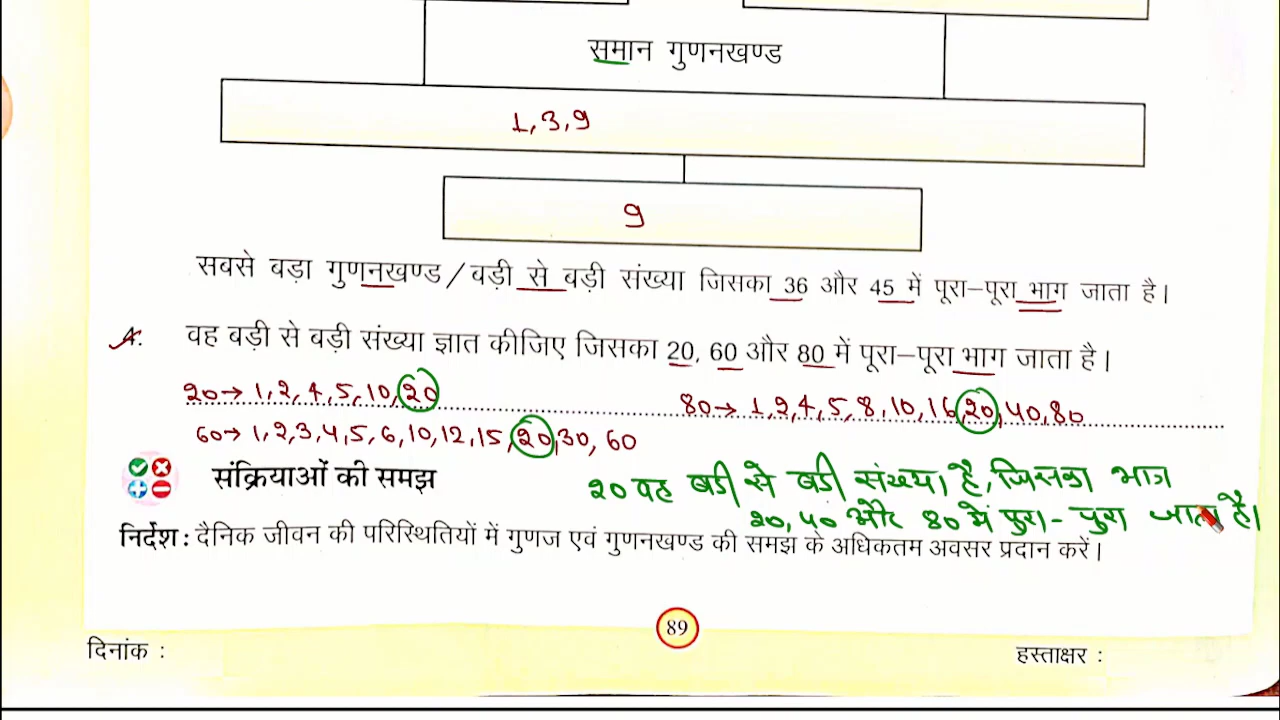 समान गुणनखण्ड
1, 3, 9
9
सबसे बड़ा गुणनखण्ड / बड़ी से बड़ी संख्या जिसका 36 और 45 में पूरा-पूरा भाग जाता है।
A. वह बड़ी से बड़ी संख्या ज्ञात कीजिए जिसका 20, 60 और 80 में पूरा-पूरा भाग जाता है।
20→ 1, 2, 4, 5, 10, 20
80→ 1, 2, 4, 5, 8, 10, 16, 20, 40, 80
60→ 1, 2, 3, 4, 5, 6, 10, 12, 15, 20, 30, 60
संक्रियाओं की समझ
20 वह बडी से बडी संख्या है, जिसका भाग
20, 40 और 80 में पुरा-पुरा जाता है।
निर्देश : दैनिक जीवन की परिस्थितियों में गुणज एवं गुणनखण्ड की समझ के अधिकतम अवसर प्रदान करें।
89
दिनांक :
हस्ताक्षर :